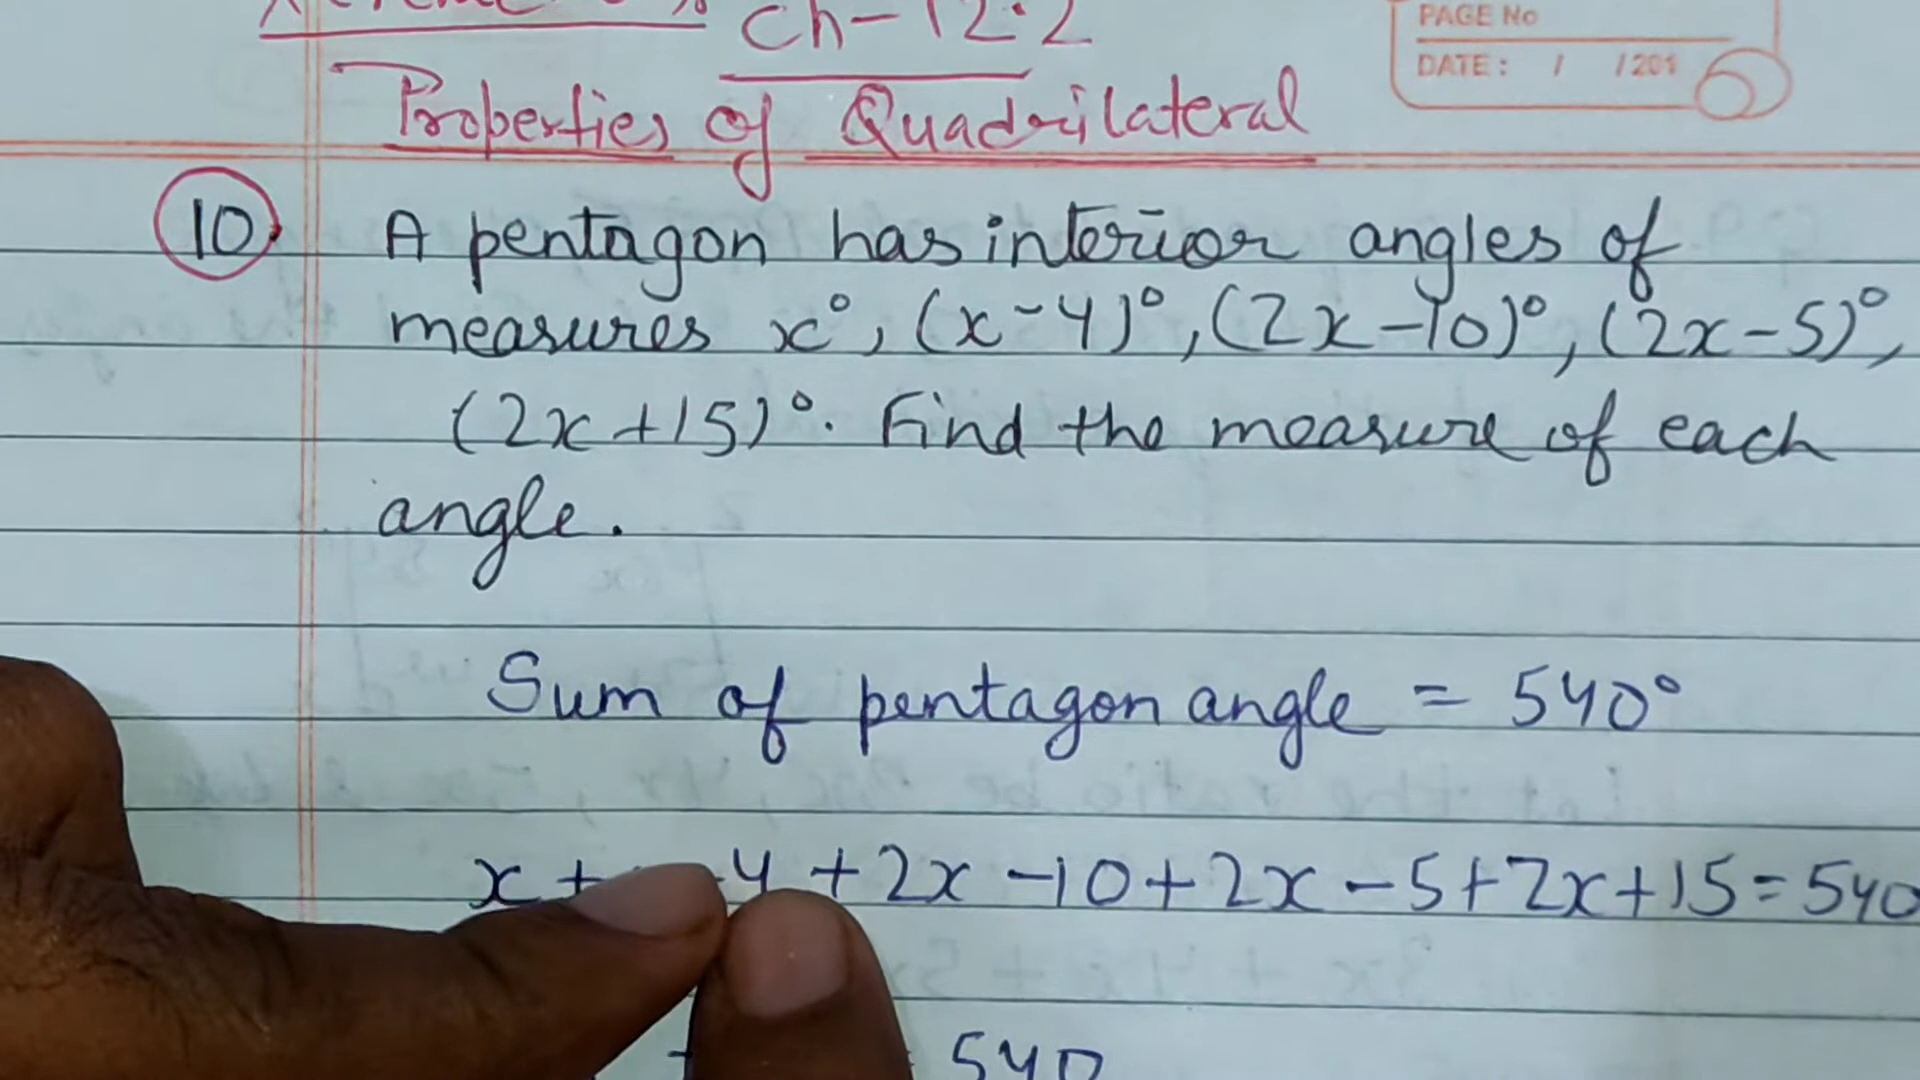 Ch-12.2
PAGE No
DATE: / /201
Properties of Quadrilateral
10 A pentagon has interior angles of
measures x°, (x-4)°, (2x-10)°, (2x-5)°,
(2x+15)°. Find the measure of each
angle.
Sum of pentagon angle = 540°
x + -4 +2x -10+2x-5+2x+15=540
540